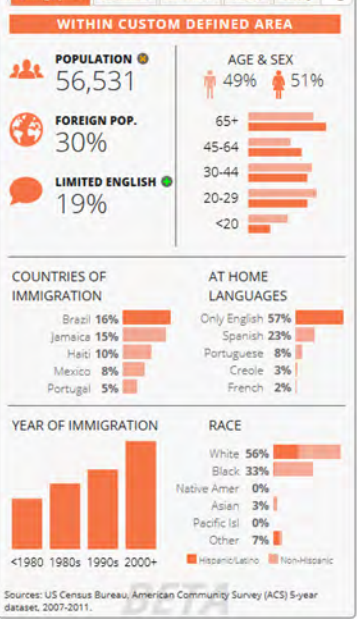 WITHIN CUSTOM DEFINED AREA
POPULATION
56,531
FOREIGN POP.
30%
LIMITED ENGLISH
19%
AGE & SEX
49% 51%
65+
45-64
30-44
20-29
<20
COUNTRIES OF
IMMIGRATION
Brazil 16%
Jamaica 15%
Haiti 10%
Mexico 8%
Portugal 5%
AT HOME
LANGUAGES
Only English 57%
Spanish 23%
Portuguese 8%
Creole 3%
French 2%
YEAR OF IMMIGRATION
<1980 1980s 1990s 2000+
RACE
White 56%
Black 33%
Native Amer 0%
Asian 3%
Pacific Isl 0%
Other 7%
Hispanic/Latino Non-Hispanic
Sources: US Census Bureau, American Community Survey (ACS) 5-year
dataset, 2007-2011.
BETA